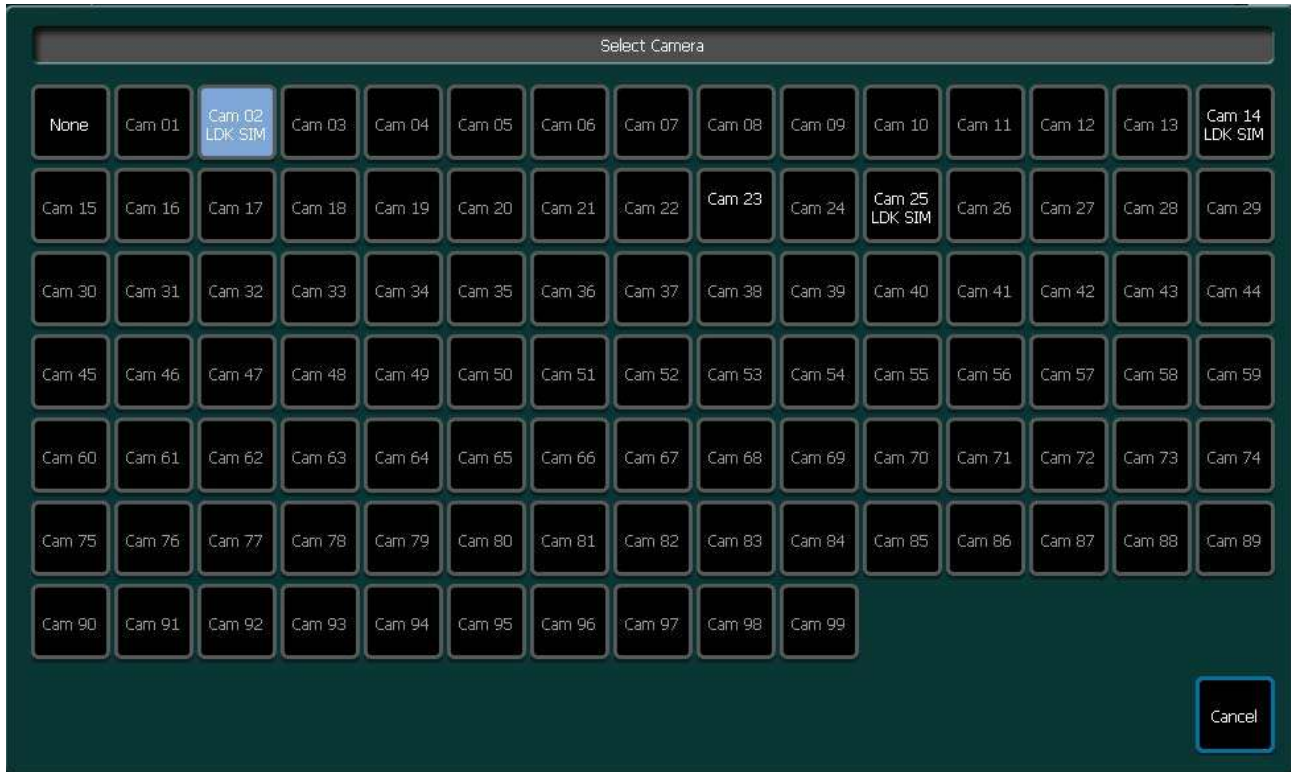 Select Camera
None Cam 01 Cam 02 Cam 03 Cam 04 Cam 05 Cam 06 Cam 07 Cam 08 Cam 09 Cam 10 Cam 11 Cam 12 Cam 13 Cam 14
LDK SIM LDK SIM
Cam 15 Cam 16 Cam 17 Cam 18 Cam 19 Cam 20 Cam 21 Cam 22 Cam 23 Cam 24 Cam 25 Cam 26 Cam 27 Cam 28 Cam 29
LDK SIM
Cam 30 Cam 31 Cam 32 Cam 33 Cam 34 Cam 35 Cam 36 Cam 37 Cam 38 Cam 39 Cam 40 Cam 41 Cam 42 Cam 43 Cam 44
Cam 45 Cam 46 Cam 47 Cam 48 Cam 49 Cam 50 Cam 51 Cam 52 Cam 53 Cam 54 Cam 55 Cam 56 Cam 57 Cam 58 Cam 59
Cam 60 Cam 61 Cam 62 Cam 63 Cam 64 Cam 65 Cam 66 Cam 67 Cam 68 Cam 69 Cam 70 Cam 71 Cam 72 Cam 73 Cam 74
Cam 75 Cam 76 Cam 77 Cam 78 Cam 79 Cam 80 Cam 81 Cam 82 Cam 83 Cam 84 Cam 85 Cam 86 Cam 87 Cam 88 Cam 89
Cam 90 Cam 91 Cam 92 Cam 93 Cam 94 Cam 95 Cam 96 Cam 97 Cam 98 Cam 99
Cancel